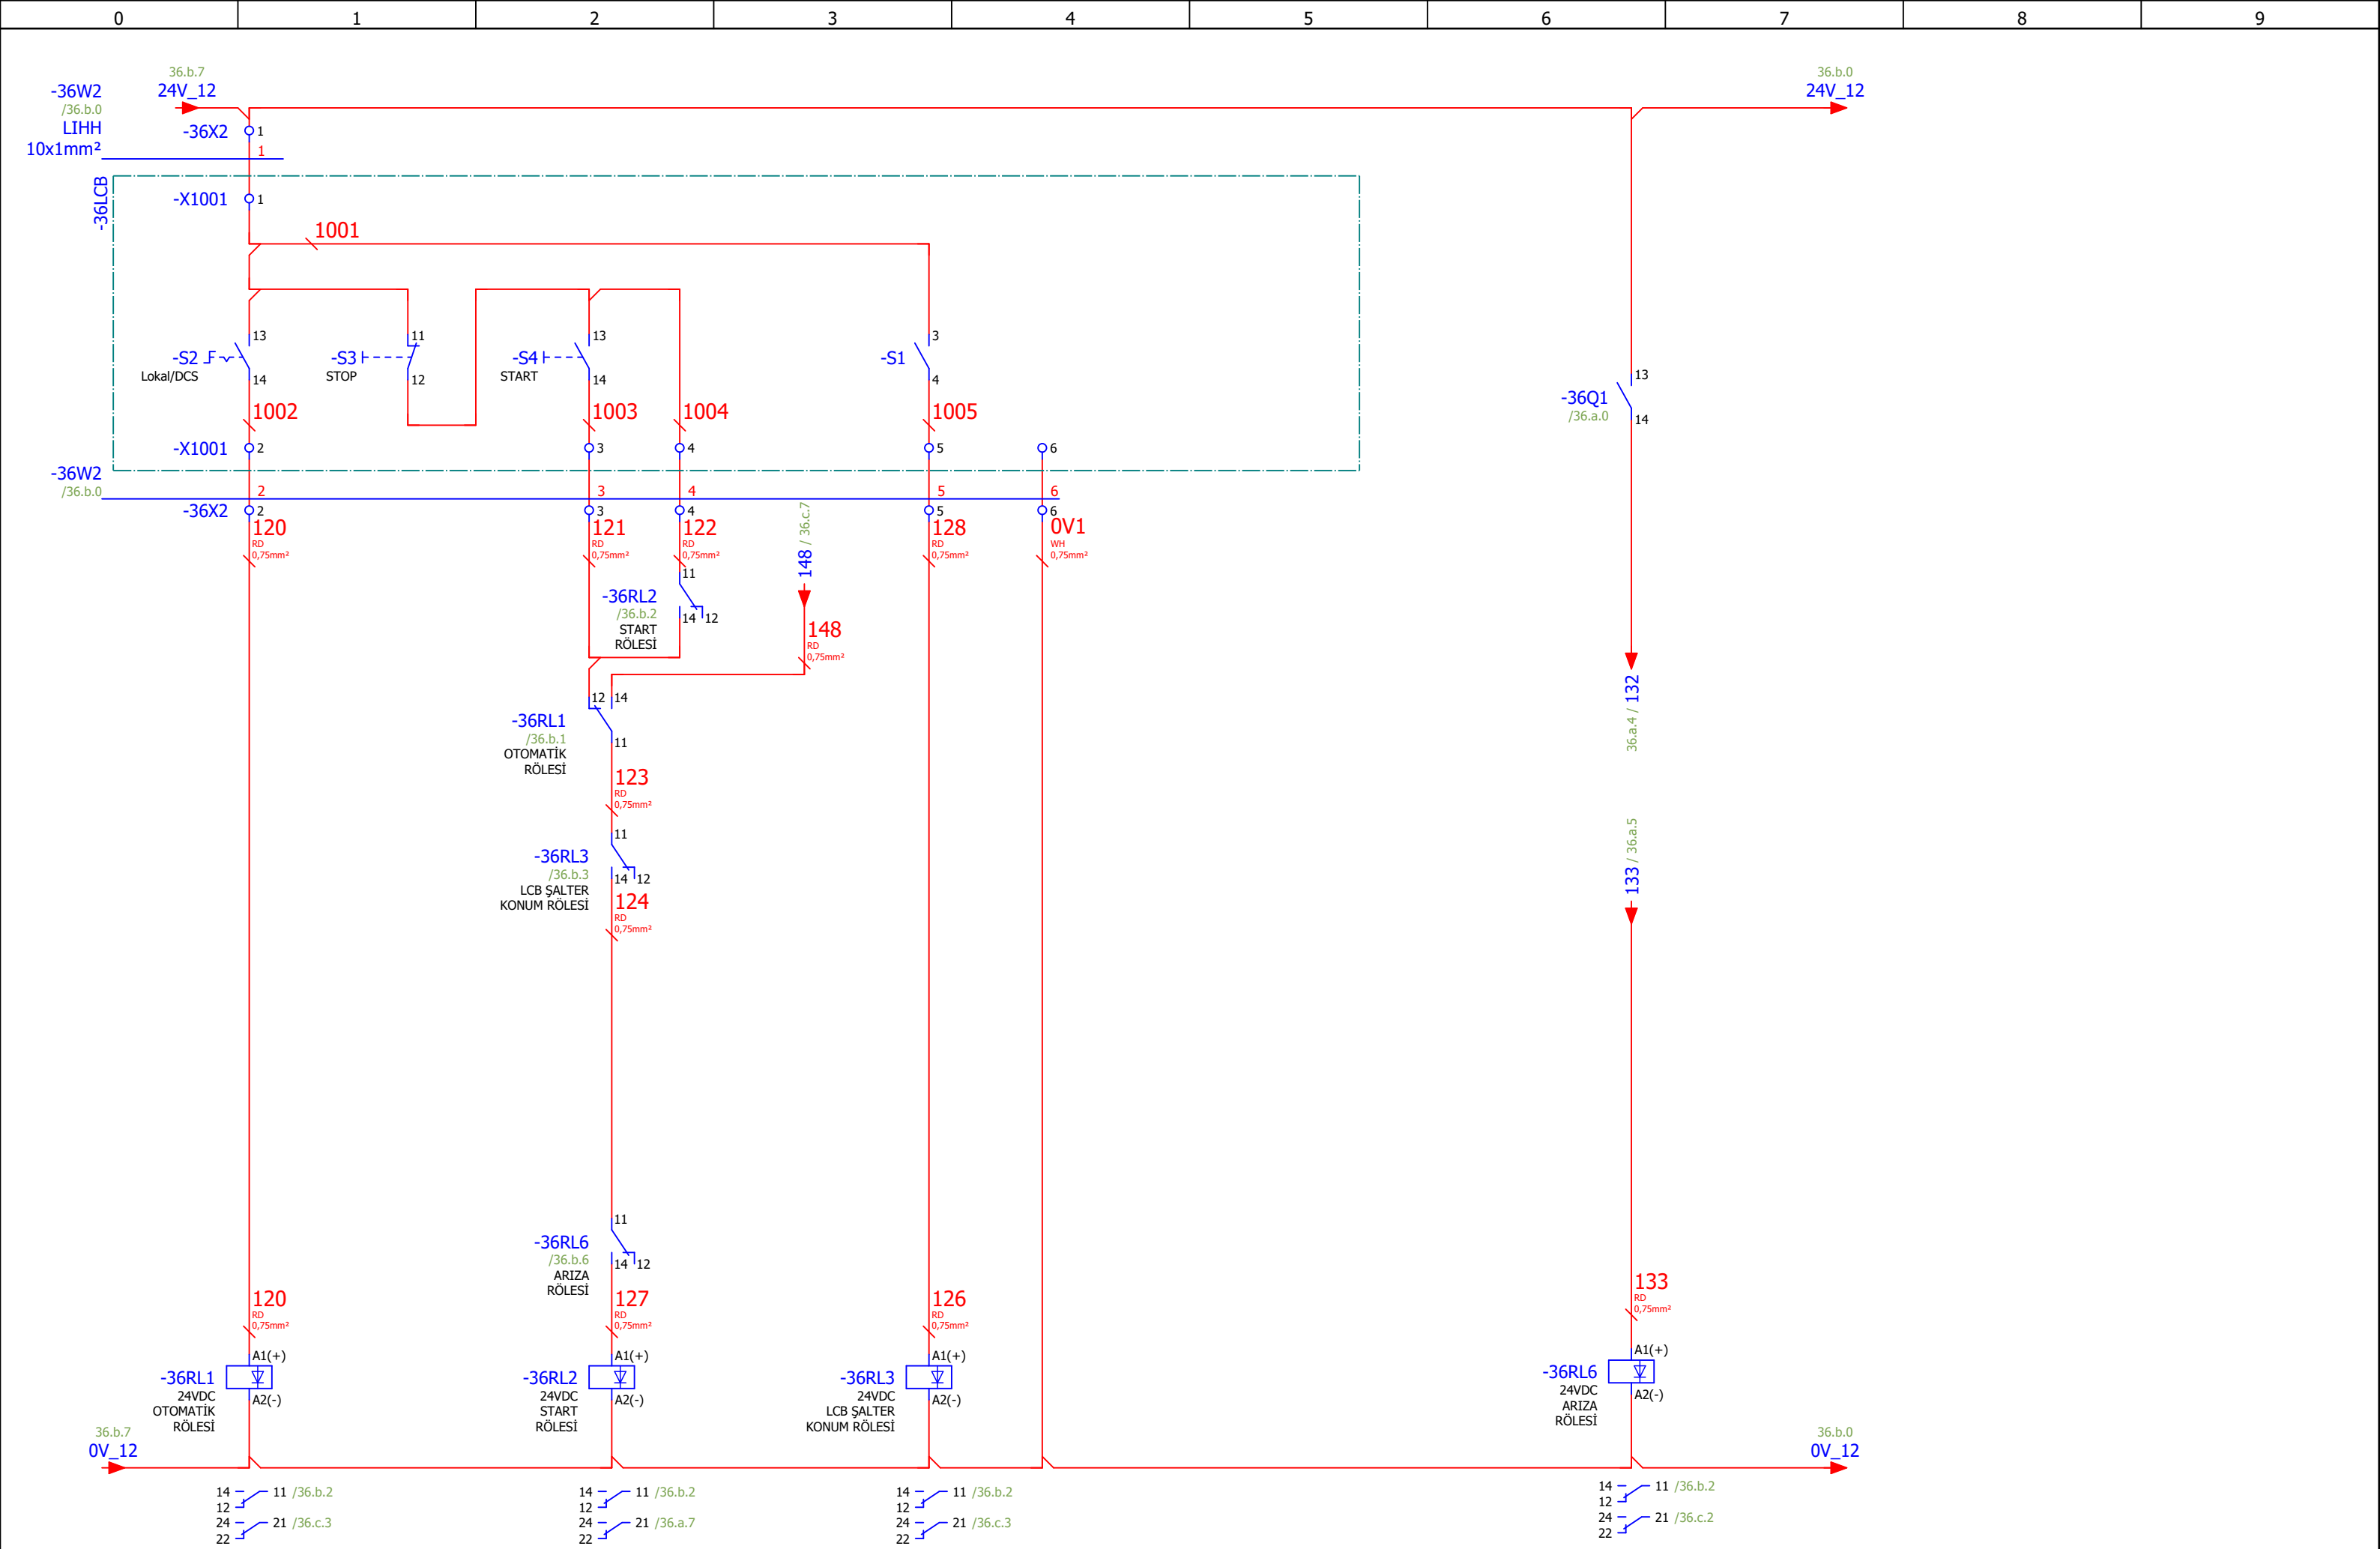 0 1 2 3 4 5 6 7 8 9
36.b.7
24V_12
36.b.0
24V_12
-36W2
/36.b.0
LIHH
10x1mm²
-36X2 1
1
-36LCB
-X1001 1
1001
13
-S2
Lokal/DCS
14
11
-S3
STOP
12
13
-S4
START
14
3
-S1
4
13
-36Q1
/36.a.0
14
1002
1003
1004
1005
-X1001 2 3 4 5 6
-36W2
/36.b.0
2 3 4 5 6
-36X2 2 3 4 5 6
120
RD
0,75mm²
121
RD
0,75mm²
122
RD
0,75mm²
148 / 36.c.7
128
RD
0,75mm²
0V1
WH
0,75mm²
11
-36RL2
/36.b.2
START
RÖLESİ
14 12
148
RD
0,75mm²
36.a.4 / 132
12 14
-36RL1
/36.b.1
OTOMATİK
RÖLESİ
11
123
RD
0,75mm²
11
-36RL3
/36.b.3
LCB ŞALTER
KONUM RÖLESİ
14 12
124
RD
0,75mm²
133 / 36.a.5
11
-36RL6
/36.b.6
ARIZA
RÖLESİ
14 12
120
RD
0,75mm²
127
RD
0,75mm²
126
RD
0,75mm²
133
RD
0,75mm²
A1(+)
-36RL1
24VDC
OTOMATİK
RÖLESİ
A2(-)
A1(+)
-36RL2
24VDC
START
RÖLESİ
A2(-)
A1(+)
-36RL3
24VDC
LCB ŞALTER
KONUM RÖLESİ
A2(-)
A1(+)
-36RL6
24VDC
ARIZA
RÖLESİ
A2(-)
36.b.7
0V_12
36.b.0
0V_12
14 11 /36.b.2
12
24 21 /36.c.3
22
14 11 /36.b.2
12
24 21 /36.a.7
22
14 11 /36.b.2
12
24 21 /36.c.3
22
14 11 /36.b.2
12
24 21 /36.c.2
22